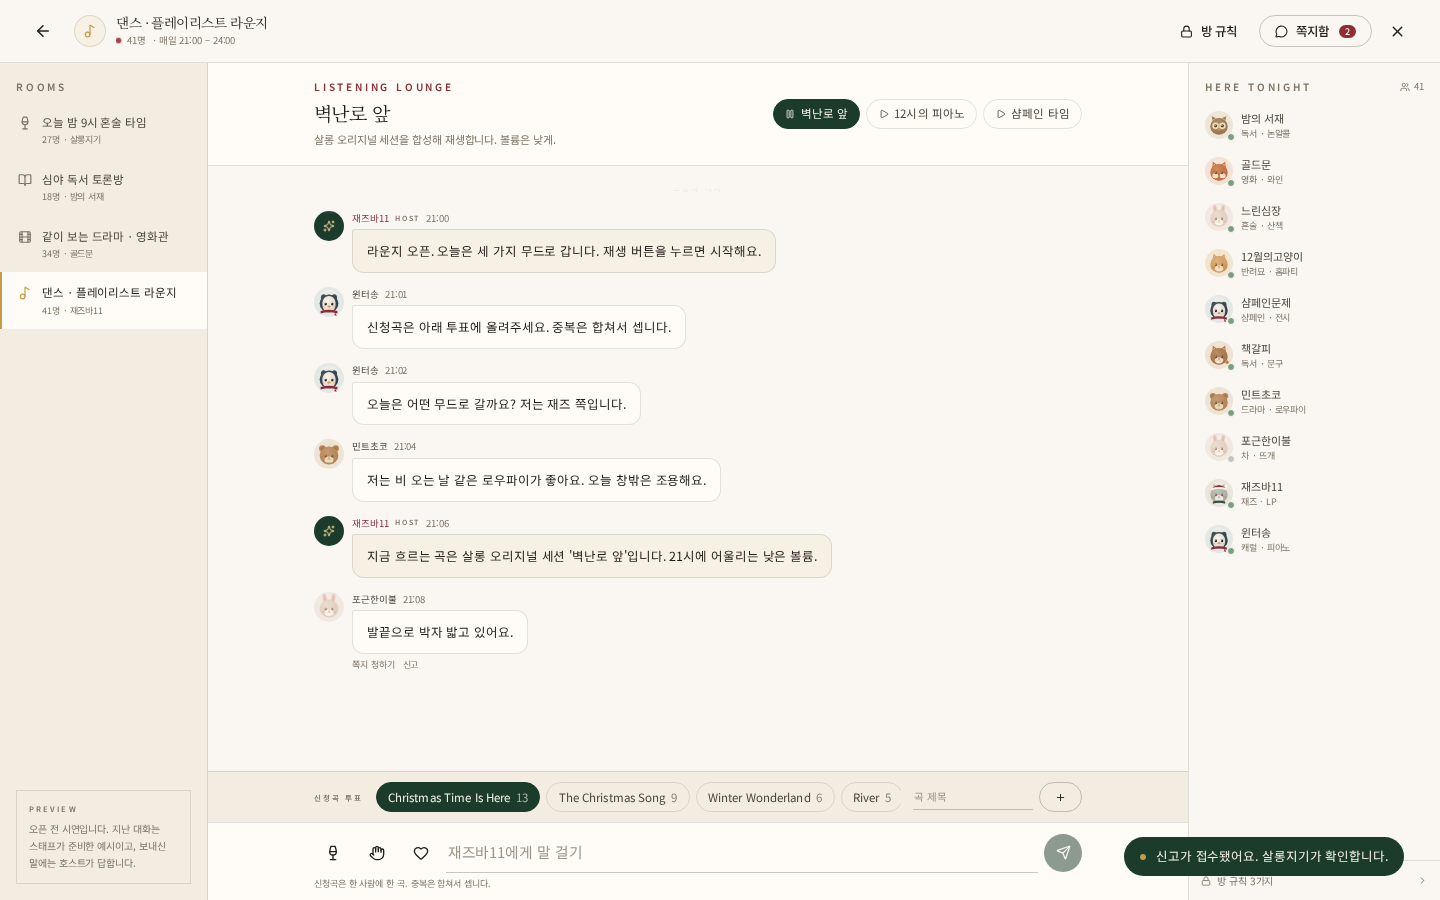 댄스 · 플레이리스트 라운지
41명 · 매일 21:00 – 24:00
방 규칙
쪽지함 2
ROOMS
오늘 밤 9시 혼술 타임
27명 · 살롱지기
심야 독서 토론방
18명 · 밤의 서재
같이 보는 드라마 · 영화관
34명 · 골드문
댄스 · 플레이리스트 라운지
41명 · 재즈바11
PREVIEW
오픈 전 시연입니다. 지난 대화는
스태프가 준비한 예시이고, 보내신
말에는 호스트가 답합니다.
LISTENING LOUNGE
벽난로 앞
살롱 오리지널 세션을 합성해 재생합니다. 볼륨은 낮게.
벽난로 앞
12시의 피아노
샴페인 타임
재즈바11 HOST 21:00
라운지 오픈. 오늘은 세 가지 무드로 갑니다. 재생 버튼을 누르면 시작해요.
윈터송 21:01
신청곡은 아래 투표에 올려주세요. 중복은 합쳐서 셉니다.
윈터송 21:02
오늘은 어떤 무드로 갈까요? 저는 재즈 쪽입니다.
민트초코 21:04
저는 비 오는 날 같은 로우파이가 좋아요. 오늘 창밖은 조용해요.
재즈바11 HOST 21:06
지금 흐르는 곡은 살롱 오리지널 세션 '벽난로 앞'입니다. 21시에 어울리는 낮은 볼륨.
포근한이불 21:08
발끝으로 박자 밟고 있어요.
쪽지 청하기 신고
신청곡 투표
Christmas Time Is Here 13
The Christmas Song 9
Winter Wonderland 6
River 5
곡 제목
+
재즈바11에게 말 걸기
신청곡은 한 사람에 한 곡. 중복은 합쳐서 셉니다.
HERE TONIGHT
41
밤의 서재
독서 · 논알콜
골드문
영화 · 와인
느린심장
혼술 · 산책
12월의고양이
반려묘 · 홈파티
샴페인문제
샴페인 · 전시
책갈피
독서 · 문구
민트초코
드라마 · 로우파이
포근한이불
차 · 뜨개
재즈바11
재즈 · LP
윈터송
캐럴 · 피아노
신고가 접수됐어요. 살롱지기가 확인합니다.
방 규칙 3가지